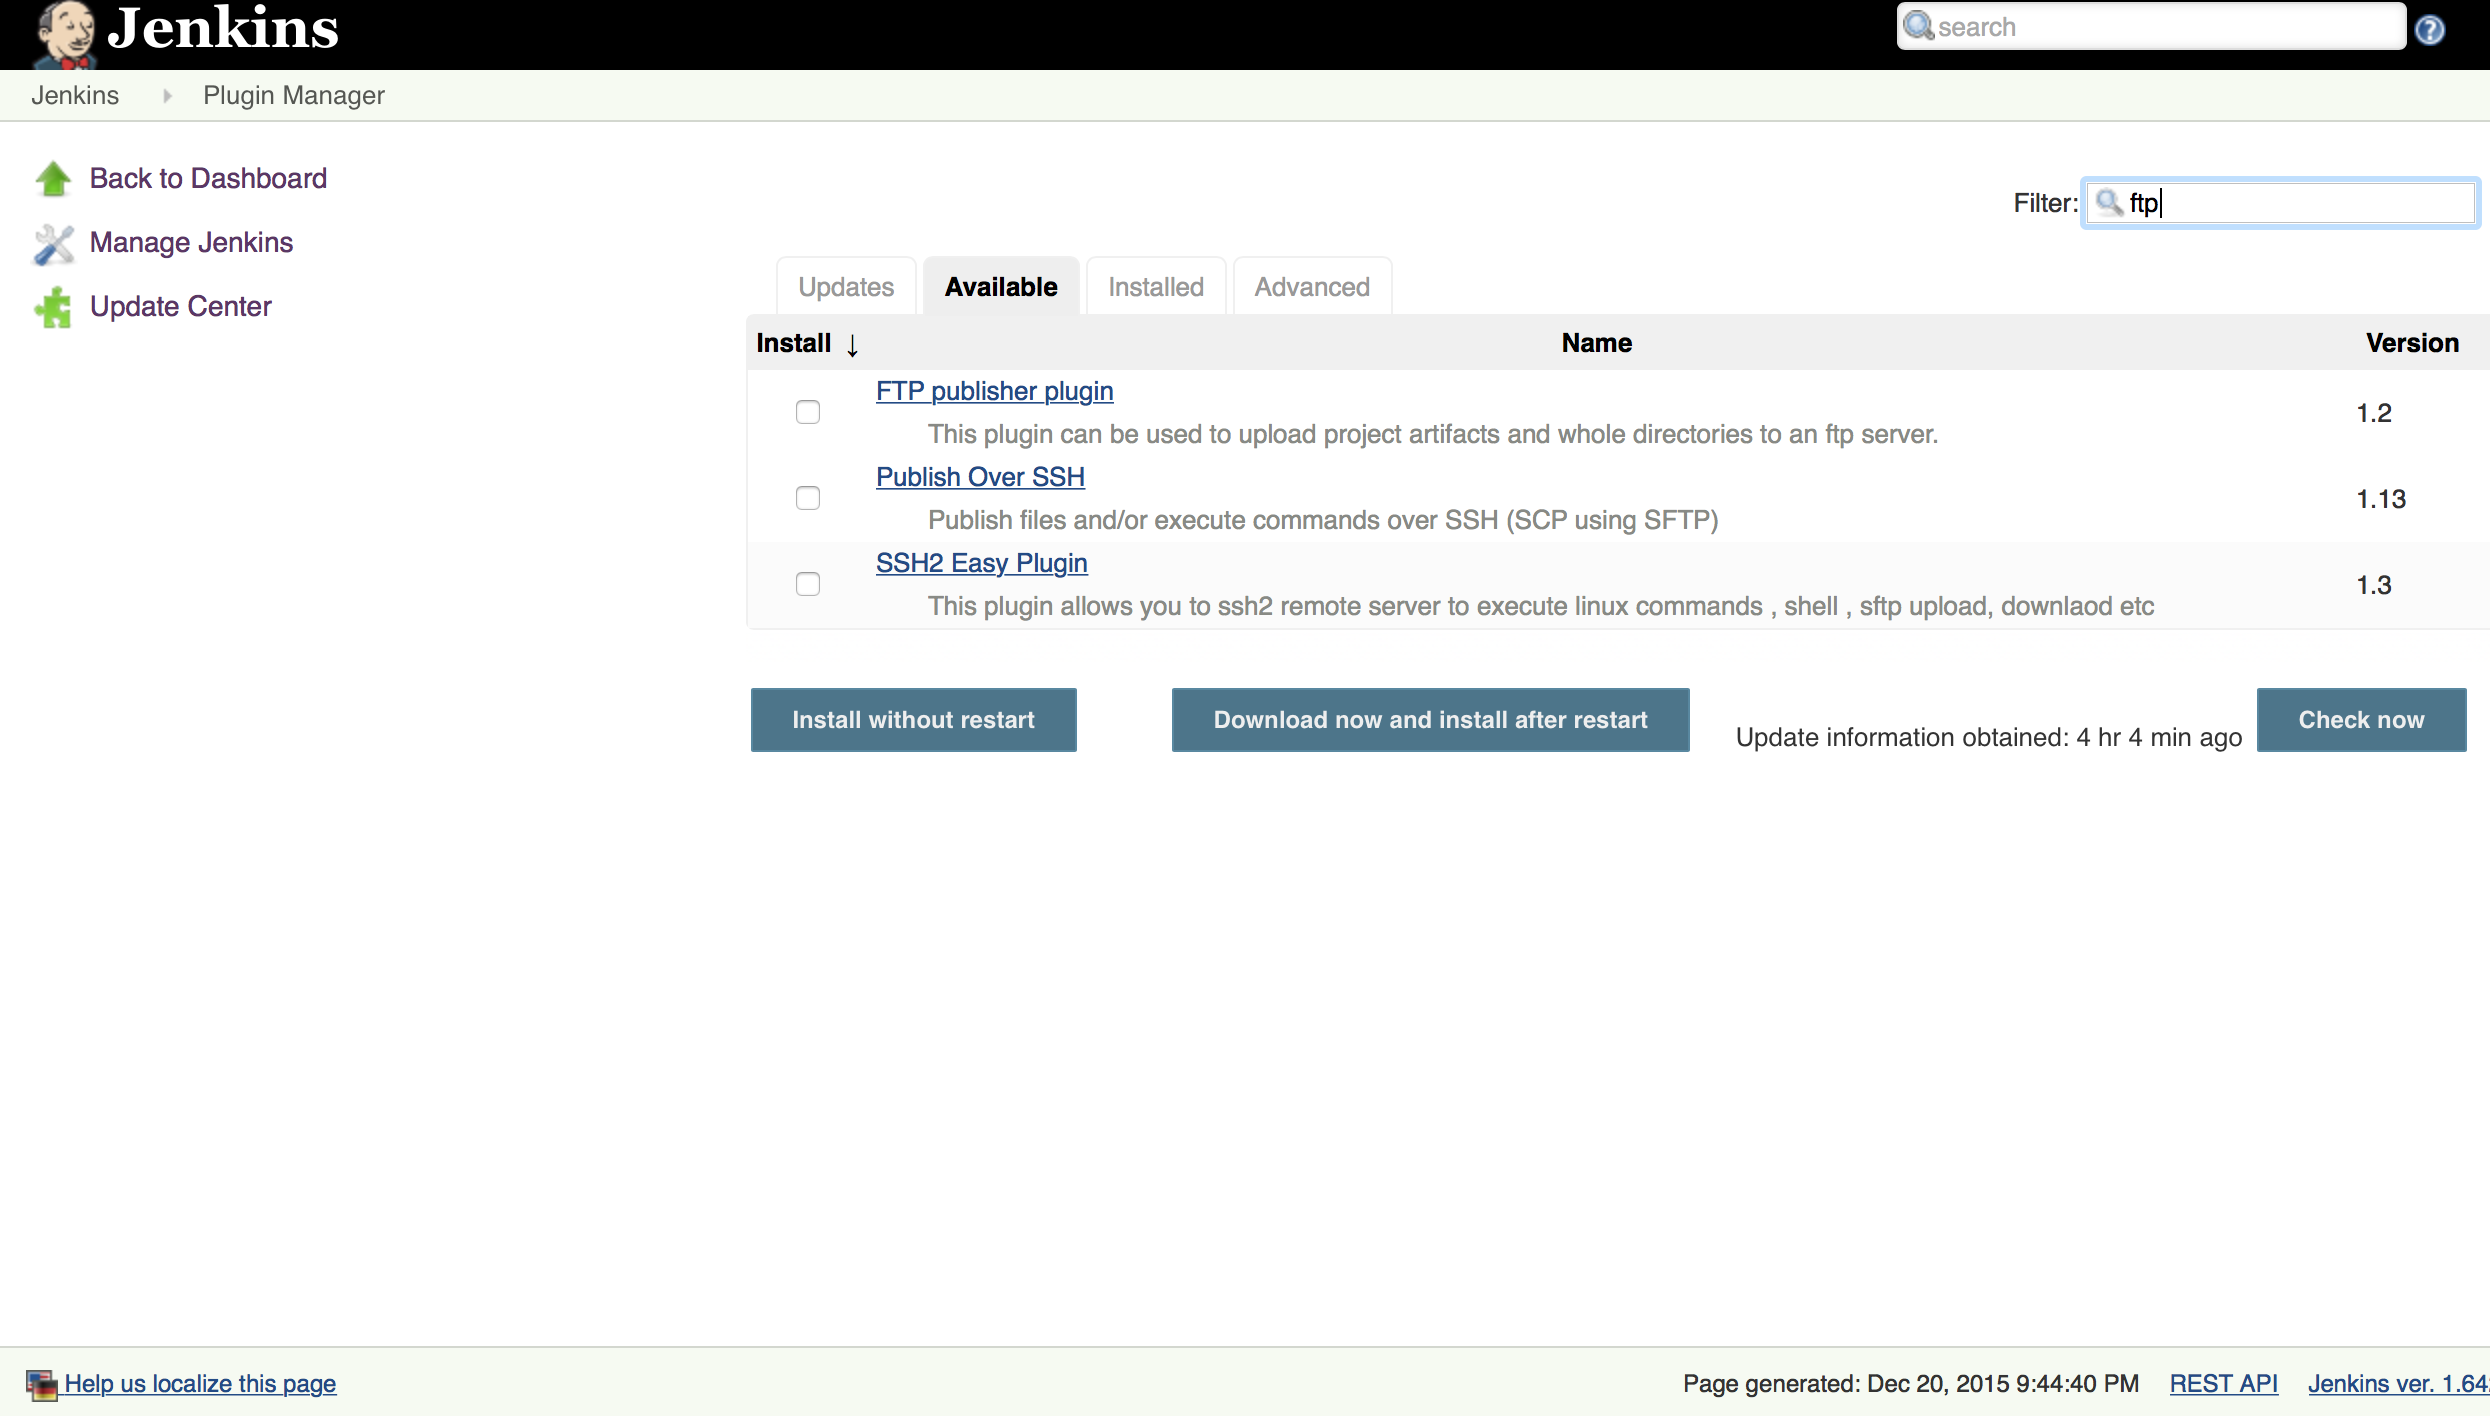 Jenkins
search
Jenkins Plugin Manager
Back to Dashboard
Manage Jenkins
Update Center
Filter: ftp
Updates Available Installed Advanced
Install ↓ Name Version
FTP publisher plugin
This plugin can be used to upload project artifacts and whole directories to an ftp server.
1.2
Publish Over SSH
Publish files and/or execute commands over SSH (SCP using SFTP)
1.13
SSH2 Easy Plugin
This plugin allows you to ssh2 remote server to execute linux commands , shell , sftp upload, downlaod etc
1.3
Install without restart Download now and install after restart Update information obtained: 4 hr 4 min ago Check now
Help us localize this page Page generated: Dec 20, 2015 9:44:40 PM REST API Jenkins ver. 1.64